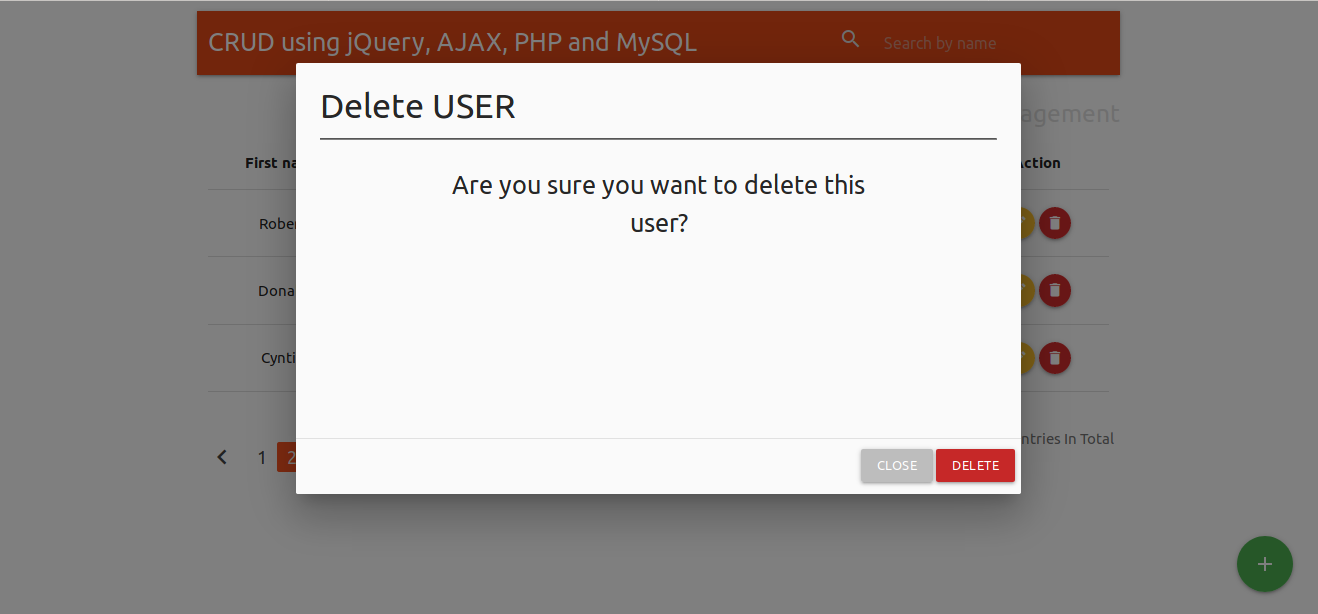 CRUD using jQuery, AJAX, PHP and MySQL
Search by name
Delete USER
agement
First na
Action
Are you sure you want to delete this
user?
Rober
Dona
Cynti
ntries In Total
1
2
CLOSE
DELETE
+